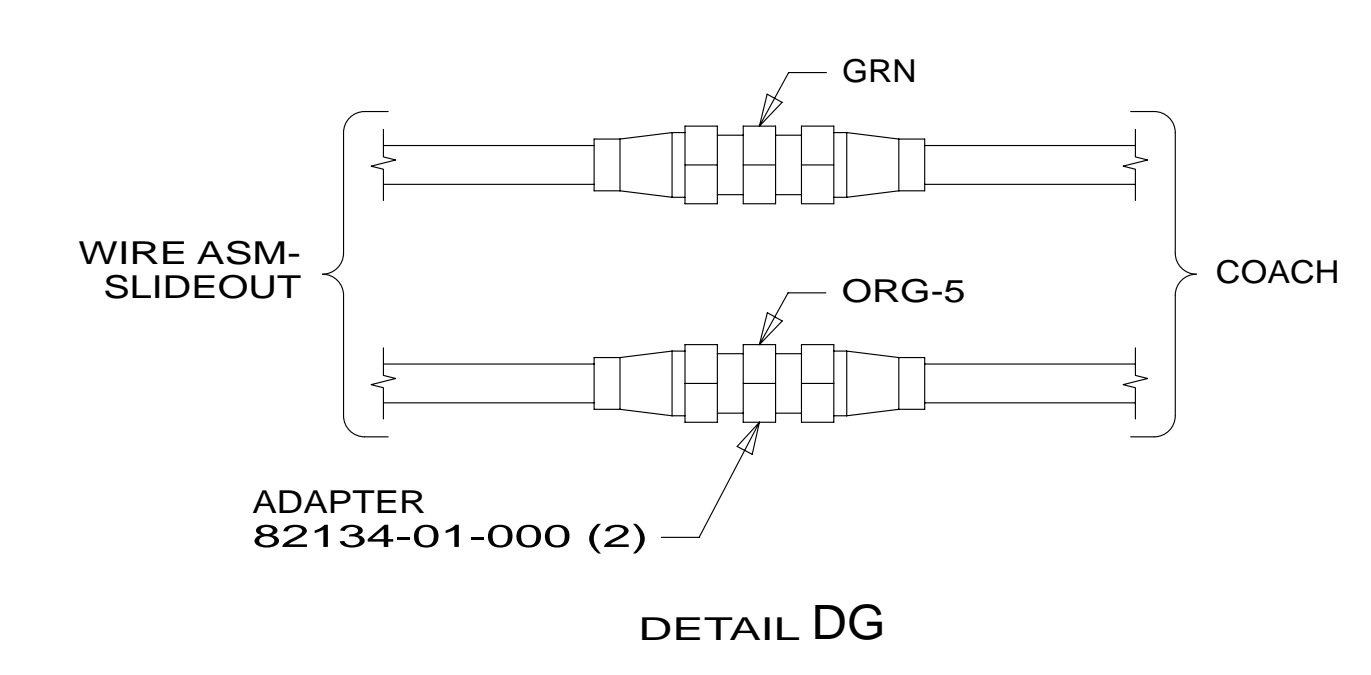 GRN
WIRE ASM-
SLIDEOUT
COACH
ORG-5
ADAPTER
82134-01-000 (2)
DETAIL DG